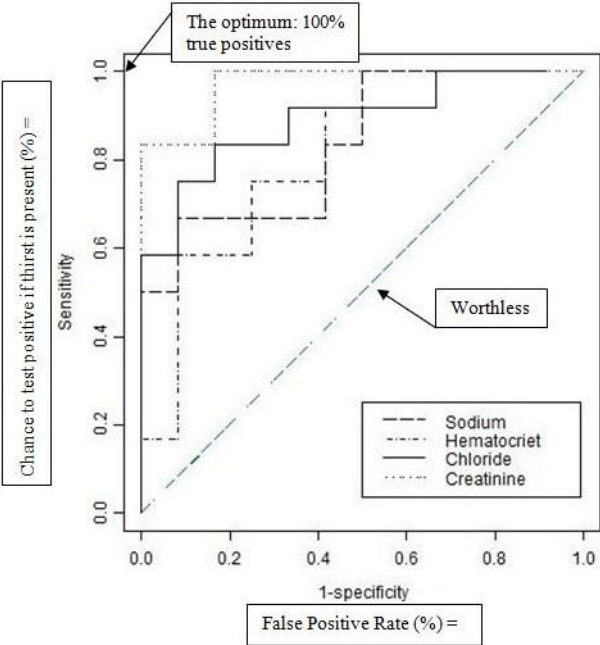 The optimum: 100%
true positives
Chance to test positive if thirst is present (%) =
Sensitivity
1.0
0.8
0.6
0.4
0.2
0.0
Worthless
Sodium
Hematocriet
Chloride
Creatinine
0.0 0.2 0.4 0.6 0.8 1.0
1-specificity
False Positive Rate (%) =